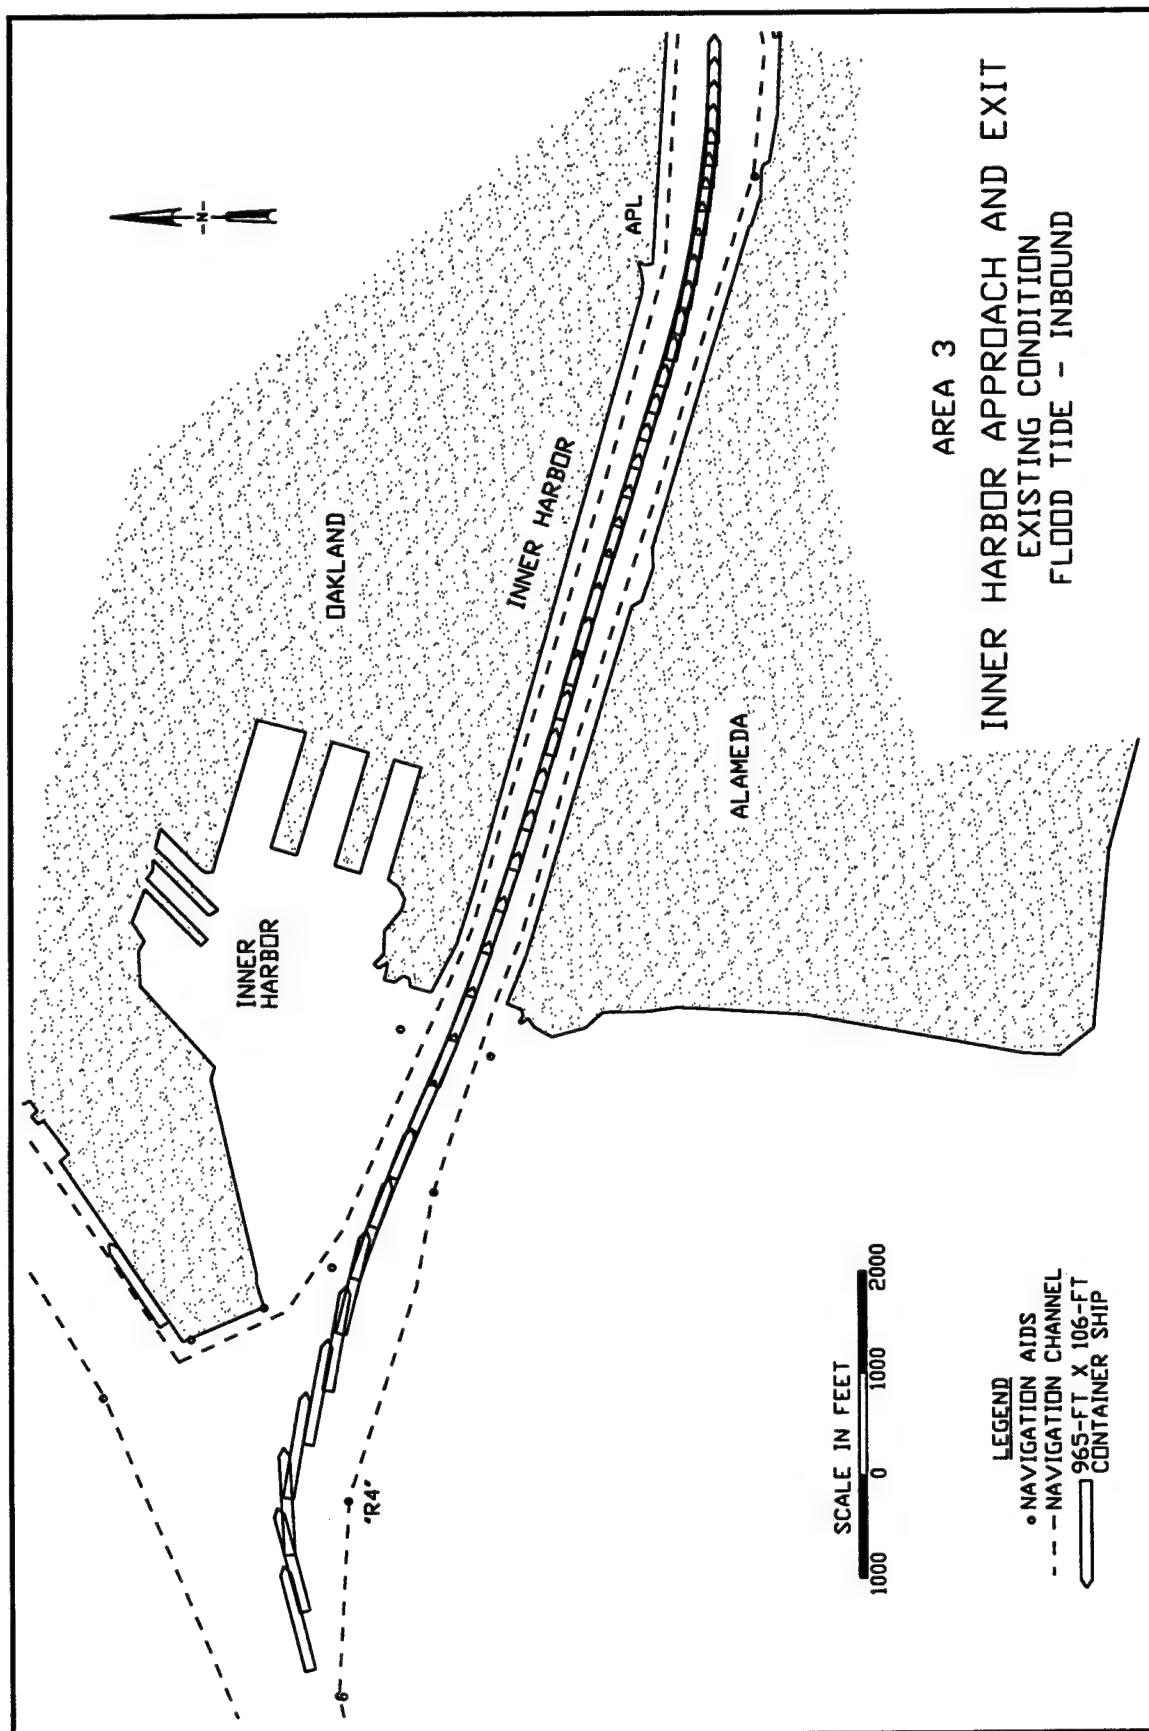 -N-
OAKLAND
INNER
HARBOR
INNER HARBOR
APL
ALAMEDA
"R4"
6
AREA 3
INNER HARBOR APPROACH AND EXIT
EXISTING CONDITION
FLOOD TIDE - INBOUND
SCALE IN FEET
1000 0 1000 2000
LEGEND
NAVIGATION AIDS
NAVIGATION CHANNEL
965-FT X 106-FT
CONTAINER SHIP